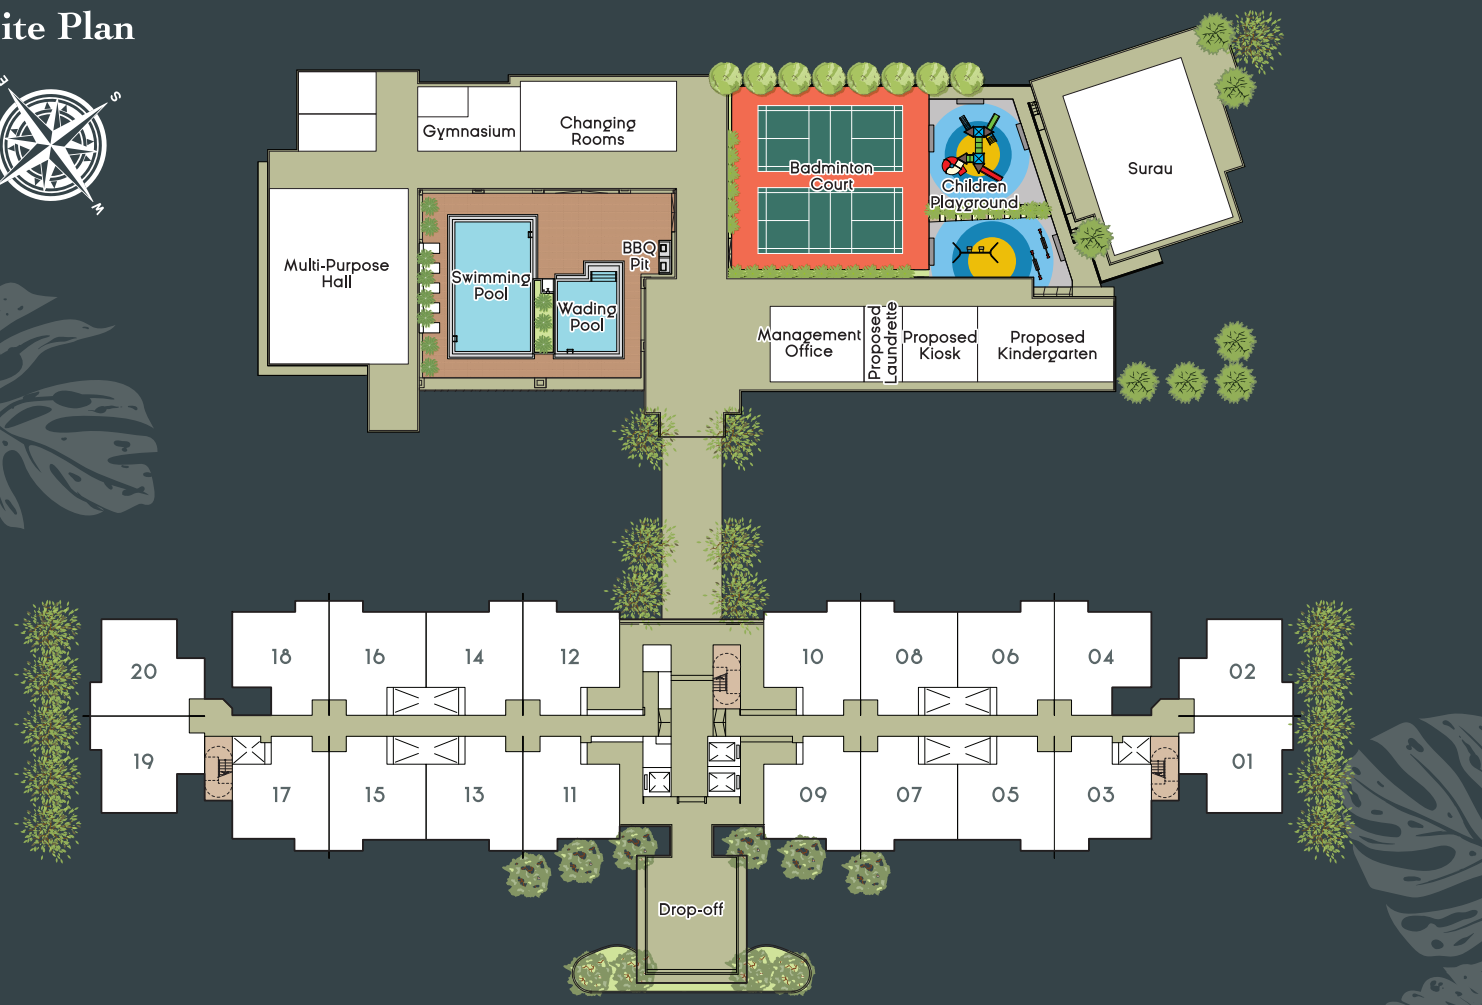 ite Plan
E
S
W
Gymnasium
Changing
Rooms
Badminton
Court
Children
Playground
Surau
Multi-Purpose
Hall
Swimming
Pool
BBQ
Pit
Wading
Pool
Management
Office
Proposed
Laundrette
Proposed
Kiosk
Proposed
Kindergarten
20
18
16
14
12
10
08
06
04
02
19
17
15
13
11
09
07
05
03
01
Drop-off